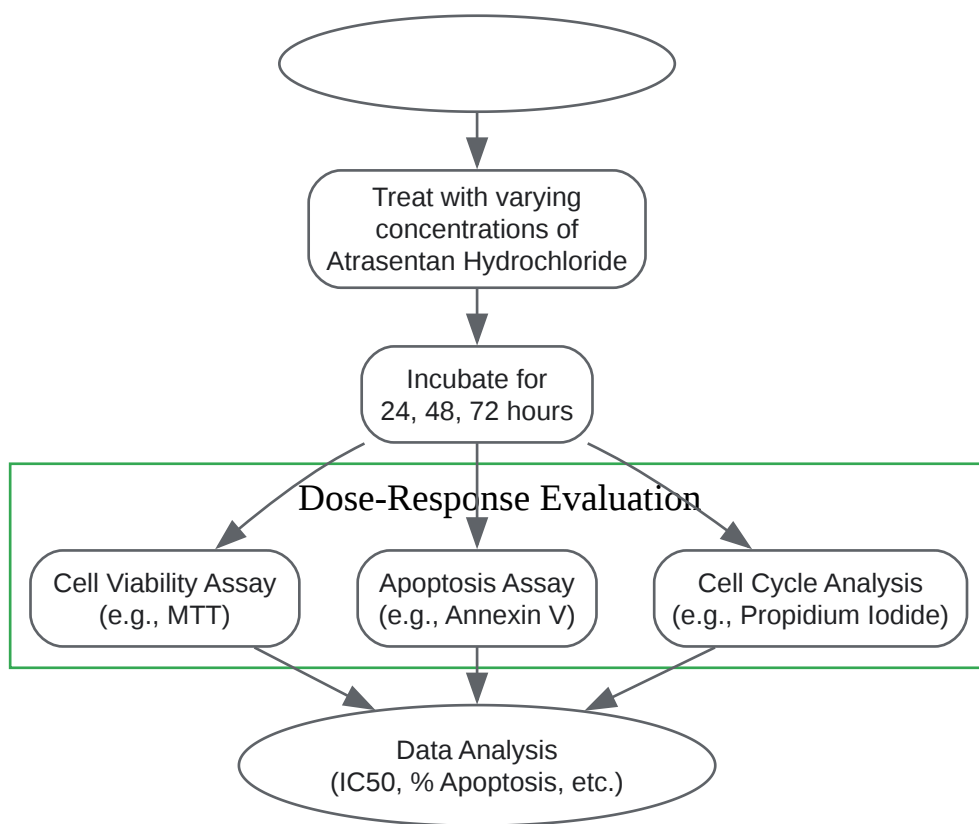 Treat with varying
concentrations of
Atrasentan Hydrochloride
Incubate for
24, 48, 72 hours
Dose-Response Evaluation
Cell Viability Assay
(e.g., MTT)
Apoptosis Assay
(e.g., Annexin V)
Cell Cycle Analysis
(e.g., Propidium Iodide)
Data Analysis
(IC50, % Apoptosis, etc.)